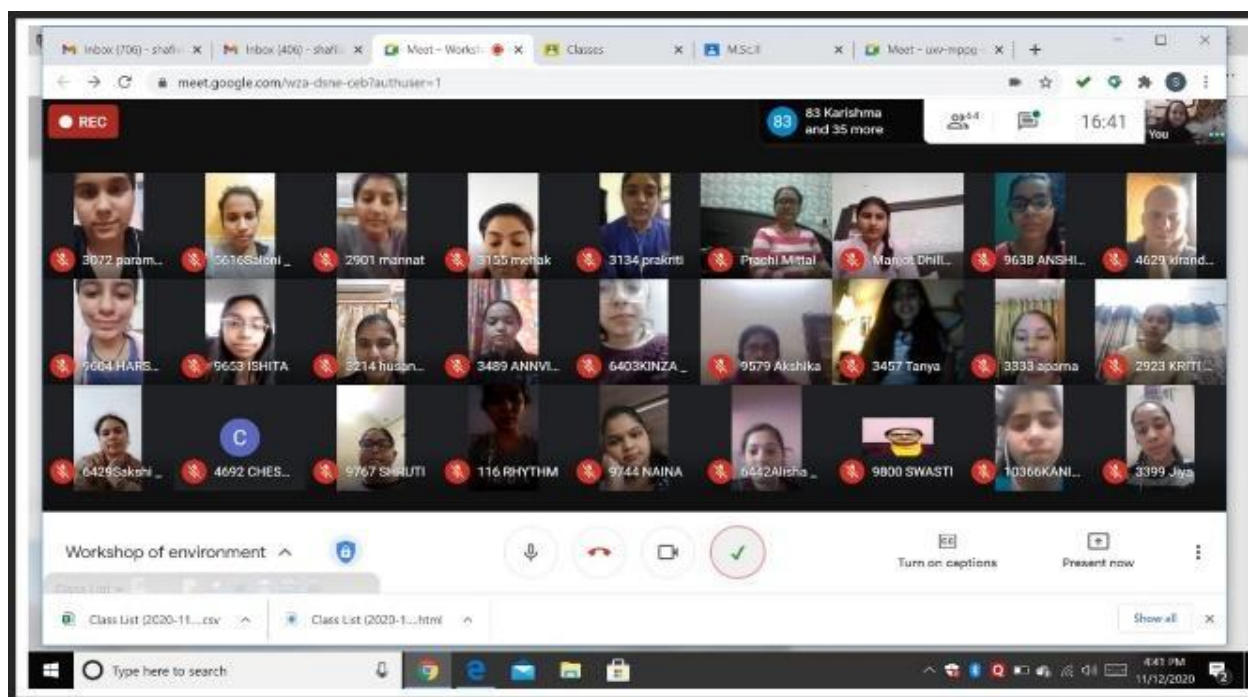 Inbox (706) - shafi
Inbox (406) - shafi
Meet - Works
Classes
M.Sc.II
Meet - uxv-mppq -
meet.google.com/wza-dsne-ceb?authuser=1
S
REC
83
83 Karishma
and 35 more
64
16:41
You
3072 param...
5616Saloni _
2901 mannat
3155 mehak
3134 prakriti
Prachi Mittal
Manjot Dhill...
9638 ANSHI...
4629 kirand...
9604 HARS...
9653 ISHITA
3214 husan...
3489 ANNVI...
6403KINZA _
9579 Akshika
3457 Tanya
3333 aparna
2923 KRITI...
6429Sakshi _
C
4692 CHES...
9767 SHRUTI
116 RHYTHM
9744 NAINA
6442Alisha _
9800 SWASTI
10366KANI...
3399 Jiya
Workshop of environment
Turn on captions
Present now
Class List (2020-11....csv
Class List (2020-1....html
Show all
Type here to search
4:41 PM
11/12/2020
2